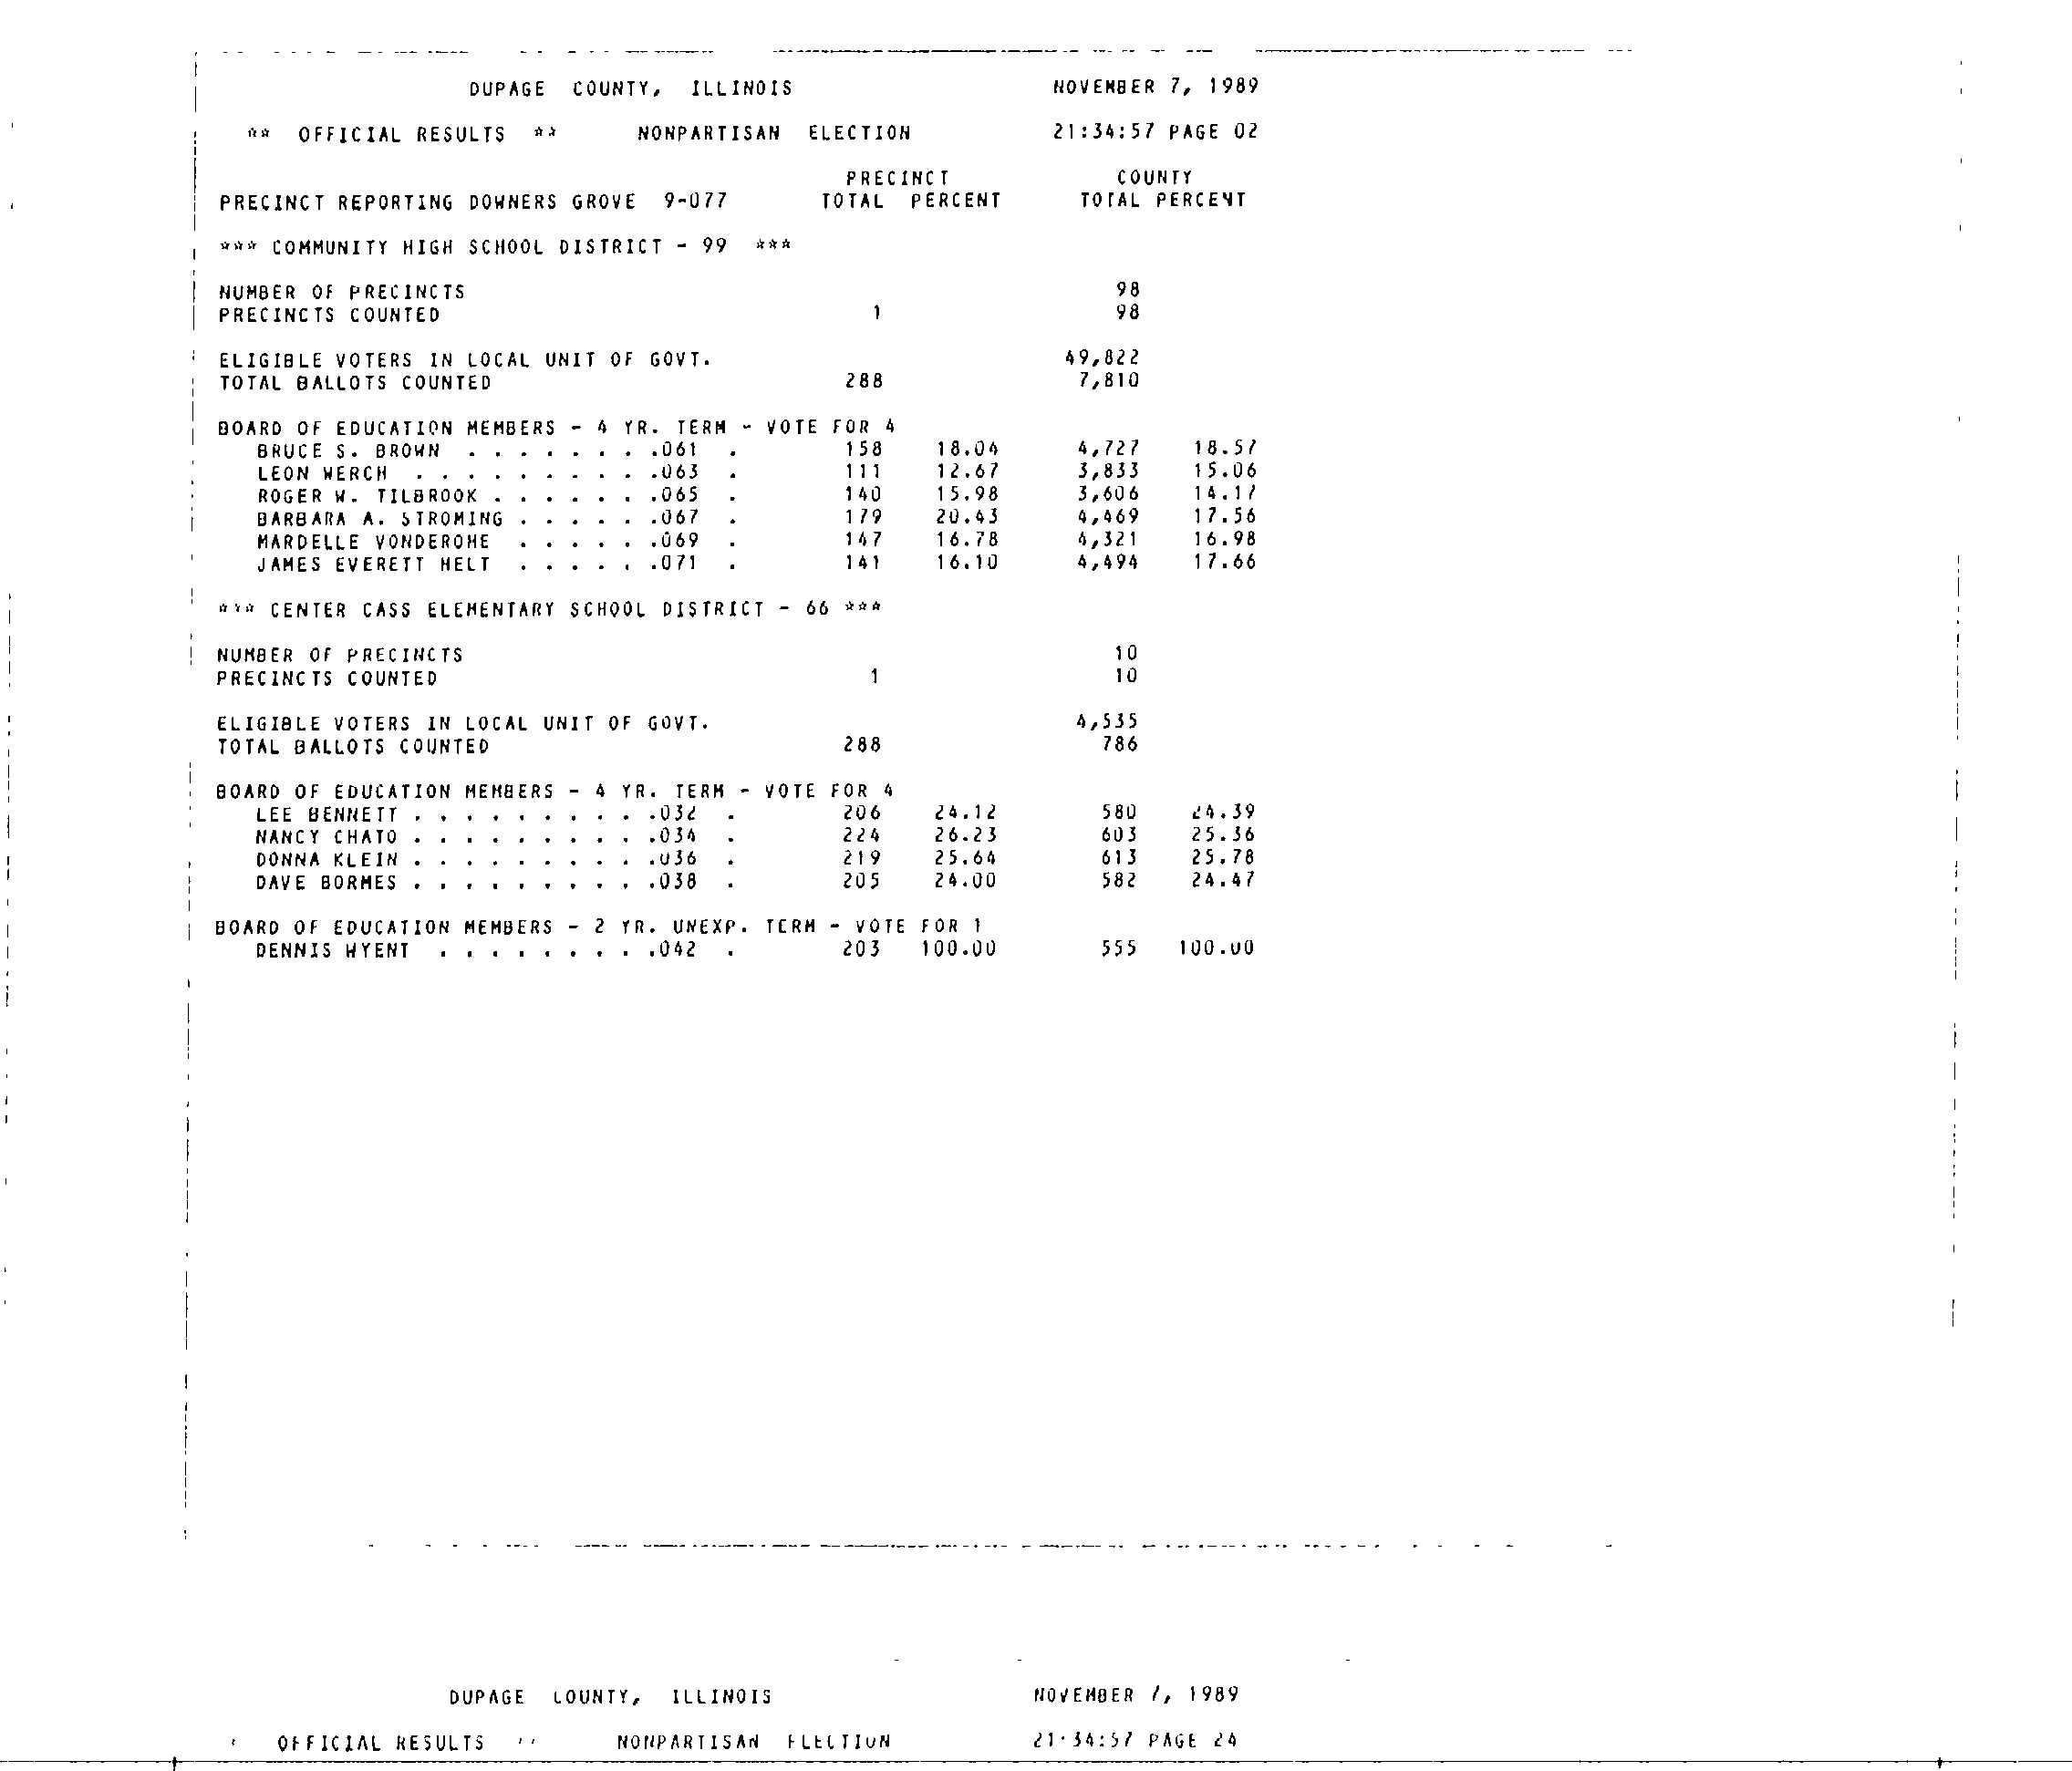 DUPAGE COUNTY, ILLINOIS NOVEMBER 7, 1989
** OFFICIAL RESULTS ** NONPARTISAN ELECTION 21:34:57 PAGE 02
PRECINCT COUNTY
PRECINCT REPORTING DOWNERS GROVE 9-077 TOTAL PERCENT TOTAL PERCENT
*** COMMUNITY HIGH SCHOOL DISTRICT - 99 ***
NUMBER OF PRECINCTS 98
PRECINCTS COUNTED 1 98
ELIGIBLE VOTERS IN LOCAL UNIT OF GOVT. 49,822
TOTAL BALLOTS COUNTED 288 7,810
BOARD OF EDUCATION MEMBERS - 4 YR. TERM - VOTE FOR 4
BRUCE S. BROWN . . . . . . . .061 . 158 18.04 4,727 18.57
LEON WERCH . . . . . . . . . .063 . 111 12.67 3,833 15.06
ROGER W. TILBROOK . . . . . . .065 . 140 15.98 3,606 14.17
BARBARA A. STROMING . . . . . .067 . 179 20.43 4,469 17.56
MARDELLE VONDEROHE . . . . . .069 . 147 16.78 4,321 16.98
JAMES EVERETT HELT . . . . . .071 . 141 16.10 4,494 17.66
*** CENTER CASS ELEMENTARY SCHOOL DISTRICT - 66 ***
NUMBER OF PRECINCTS 10
PRECINCTS COUNTED 1 10
ELIGIBLE VOTERS IN LOCAL UNIT OF GOVT. 4,535
TOTAL BALLOTS COUNTED 288 786
BOARD OF EDUCATION MEMBERS - 4 YR. TERM - VOTE FOR 4
LEE BENNETT . . . . . . . . . .032 . 206 24.12 580 24.39
NANCY CHATO . . . . . . . . . .034 . 224 26.23 603 25.36
DONNA KLEIN . . . . . . . . . .036 . 219 25.64 613 25.78
DAVE BORMES . . . . . . . . . .038 . 205 24.00 582 24.47
BOARD OF EDUCATION MEMBERS - 2 YR. UNEXP. TERM - VOTE FOR 1
DENNIS WYENT . . . . . . . . .042 . 203 100.00 555 100.00
DUPAGE COUNTY, ILLINOIS NOVEMBER 7, 1989
OFFICIAL RESULTS NONPARTISAN ELECTION 21:34:57 PAGE 24